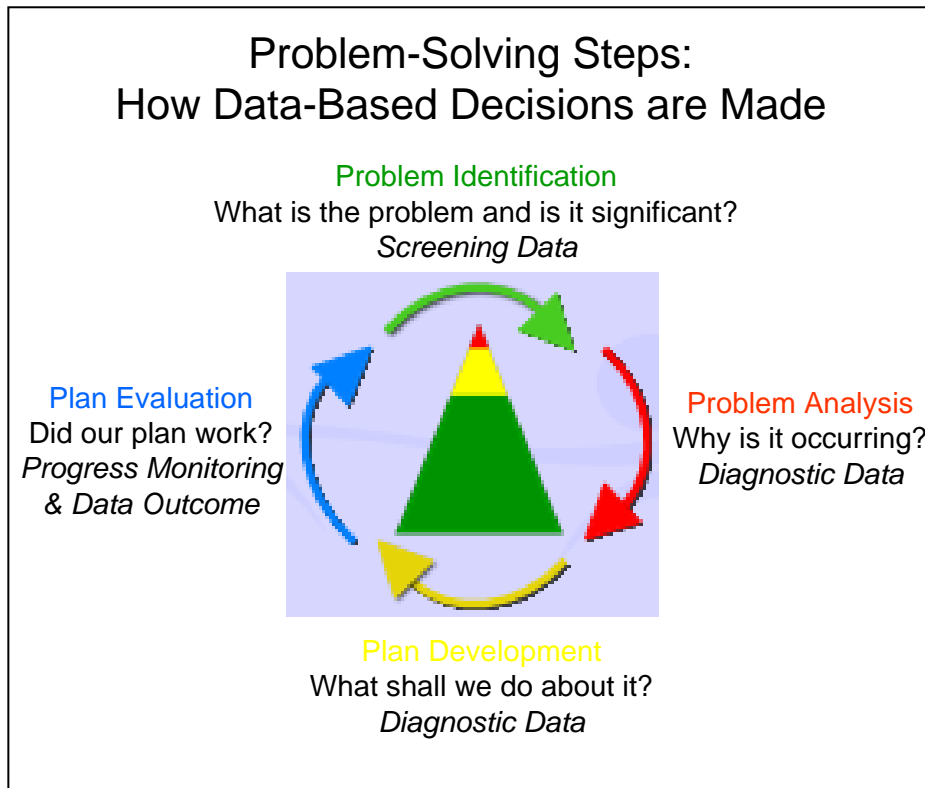 Problem-Solving Steps:
How Data-Based Decisions are Made
Problem Identification
What is the problem and is it significant?
Screening Data
Plan Evaluation
Did our plan work?
Progress Monitoring
& Data Outcome
Problem Analysis
Why is it occurring?
Diagnostic Data
Plan Development
What shall we do about it?
Diagnostic Data